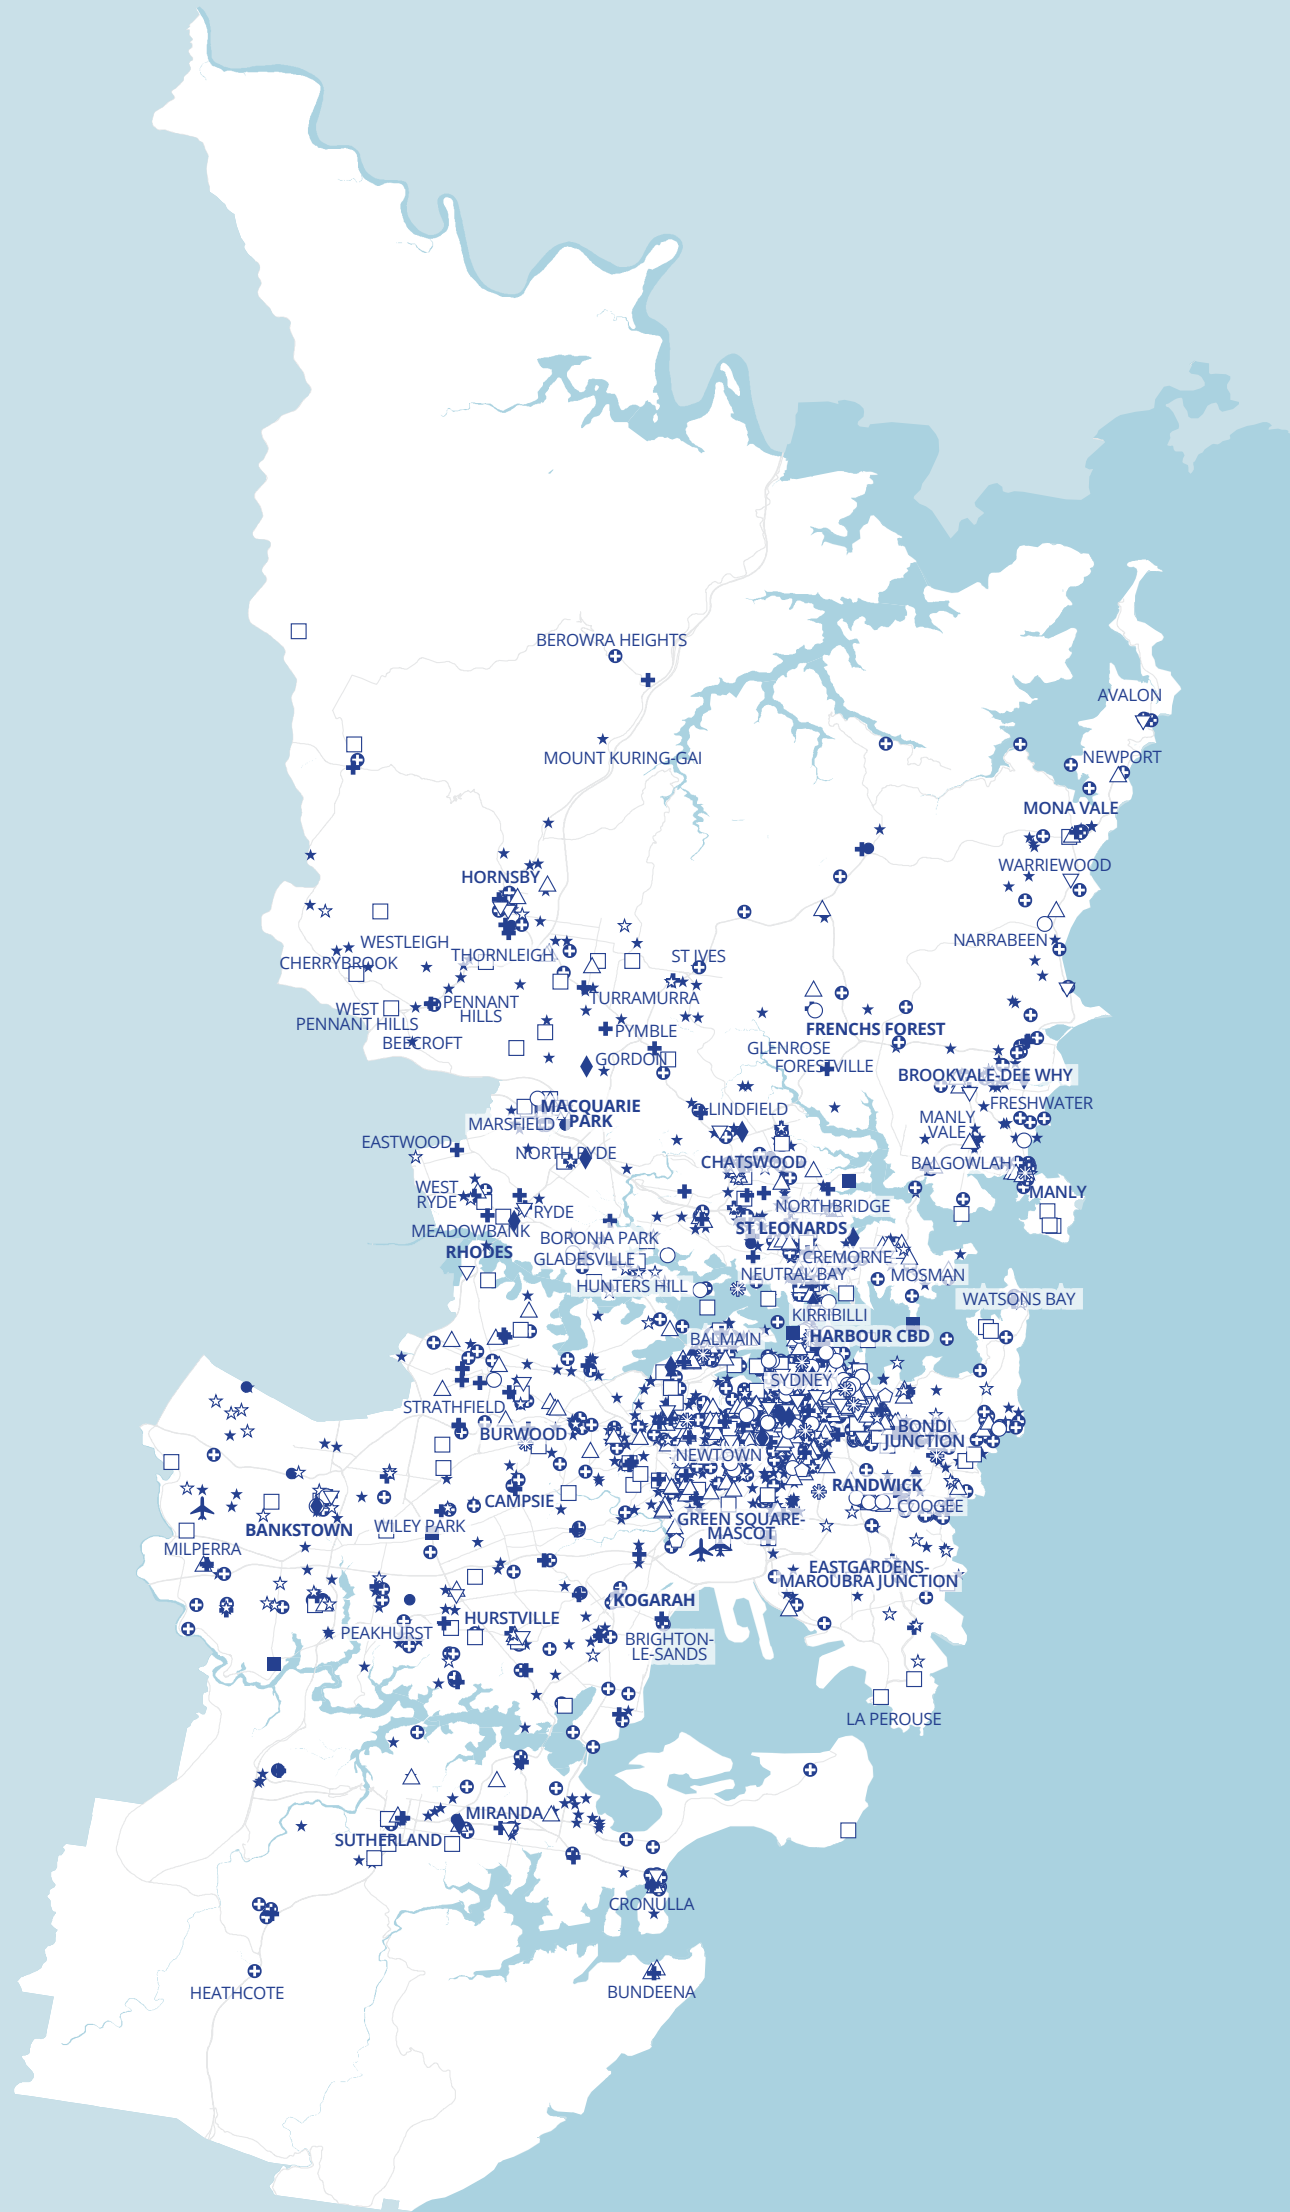 BEROWRA HEIGHTS
AVALON
MOUNT KURING-GAI
NEWPORT
MONA VALE
WARRIEWOOD
HORNSBY
WESTLEIGH
NARRABEEN
THORNLEIGH
ST IVES
CHERRYBROOK
TURRAMURRA
PENNANT
HILLS
WEST
PENNANT HILLS
FRENCHS FOREST
PYMBLE
BEECROFT
GLENROSE
GORDON
FORESTVILLE
BROOKVALE-DEE WHY
MACQUARIE
PARK
LINDFIELD
FRESHWATER
MARSFIELD
MANLY
VALE
EASTWOOD
NORTH RYDE
CHATSWOOD
BALGOWLAH
WEST
RYDE
MANLY
NORTHBRIDGE
RYDE
MEADOWBANK
ST LEONARDS
BORONIA PARK
RHODES
GLADESVILLE
CREMORNE
NEUTRAL BAY
MOSMAN
HUNTERS HILL
WATSONS BAY
KIRRIBILLI
BALMAIN
HARBOUR CBD
SYDNEY
STRATHFIELD
BURWOOD
BONDI
JUNCTION
NEWTOWN
RANDWICK
CAMPSIE
COOGEE
GREEN SQUARE-
MASCOT
BANKSTOWN
WILEY PARK
MILPERRA
EASTGARDENS-
MAROUBRA JUNCTION
KOGARAH
HURSTVILLE
PEAKHURST
BRIGHTON-
LE-SANDS
LA PEROUSE
MIRANDA
SUTHERLAND
CRONULLA
HEATHCOTE
BUNDEENA